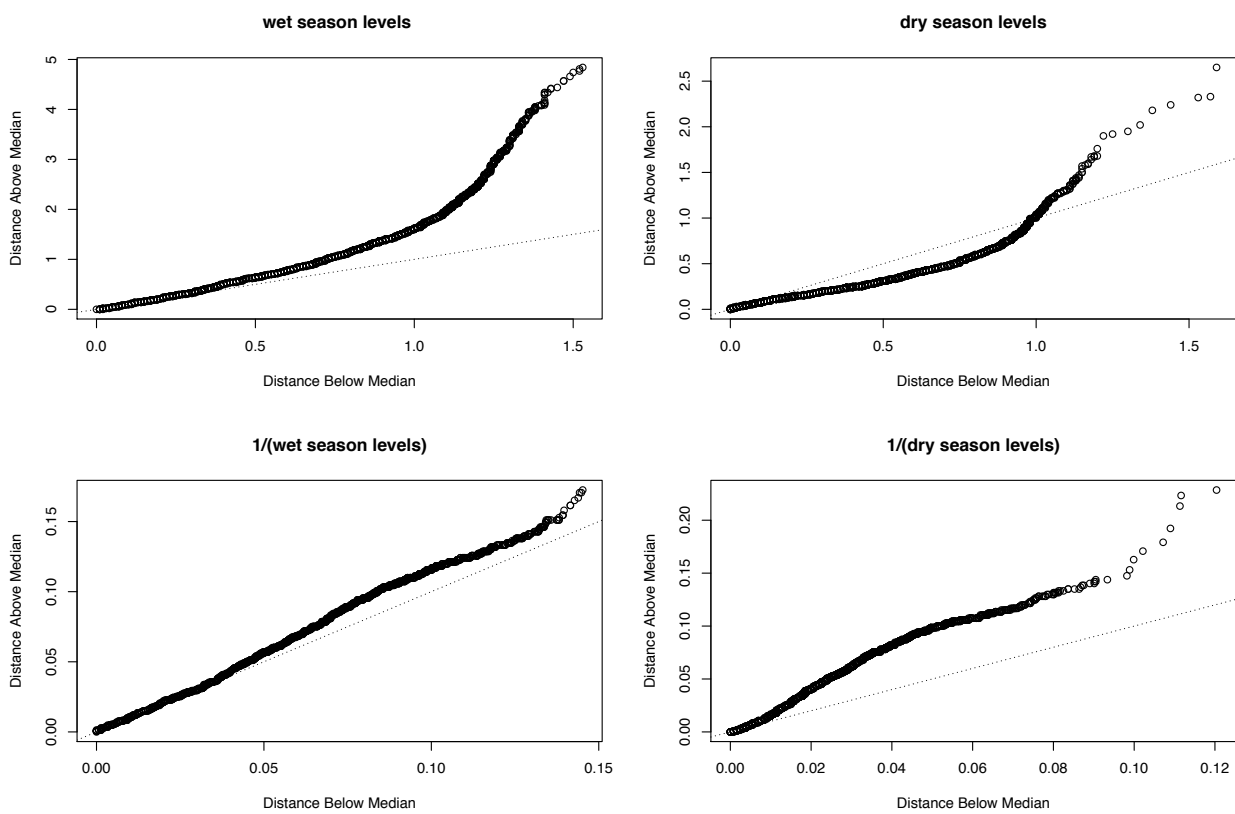 wet season levels
Distance Above Median
0 1 2 3 4 5
0.0 0.5 1.0 1.5
Distance Below Median
dry season levels
Distance Above Median
0.0 0.5 1.0 1.5 2.0 2.5
0.0 0.5 1.0 1.5
Distance Below Median
1/(wet season levels)
Distance Above Median
0.00 0.05 0.10 0.15
0.00 0.05 0.10 0.15
Distance Below Median
1/(dry season levels)
Distance Above Median
0.00 0.05 0.10 0.15 0.20
0.00 0.02 0.04 0.06 0.08 0.10 0.12
Distance Below Median